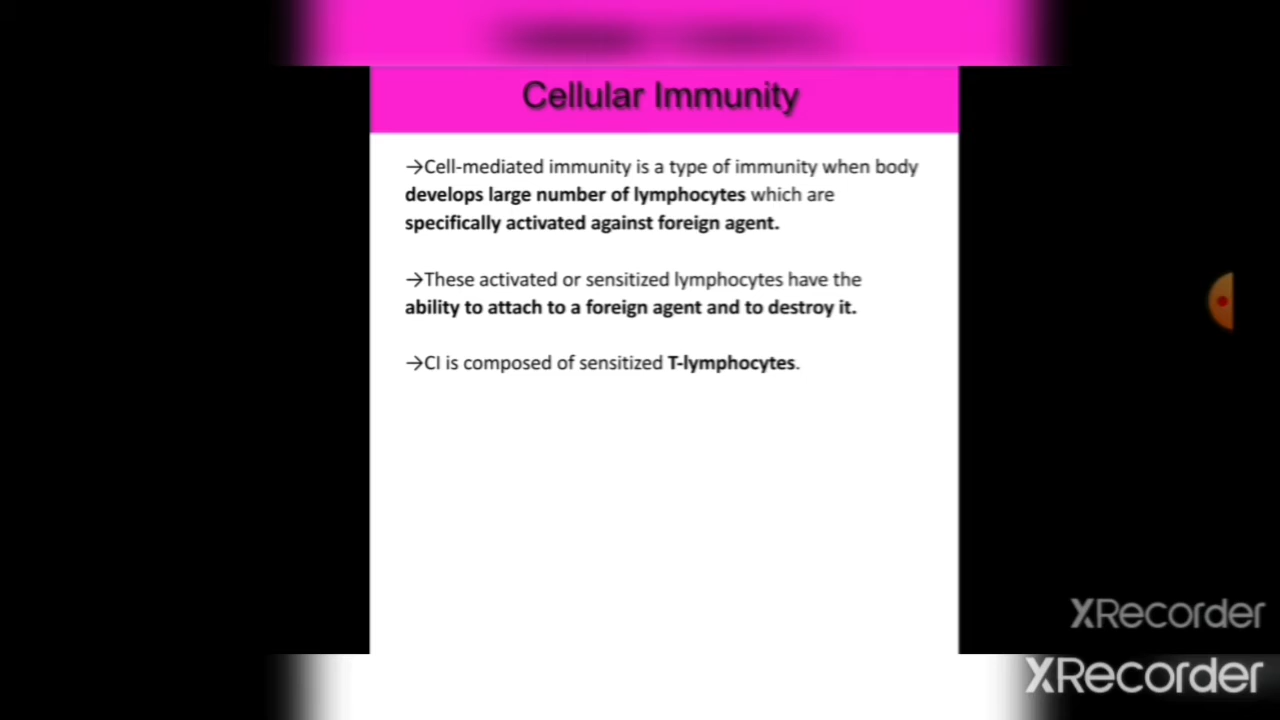 Cellular Immunity
→Cell-mediated immunity is a type of immunity when body
develops large number of lymphocytes which are
specifically activated against foreign agent.
→These activated or sensitized lymphocytes have the
ability to attach to a foreign agent and to destroy it.
→CI is composed of sensitized T-lymphocytes.
XRecorder
XRecorder